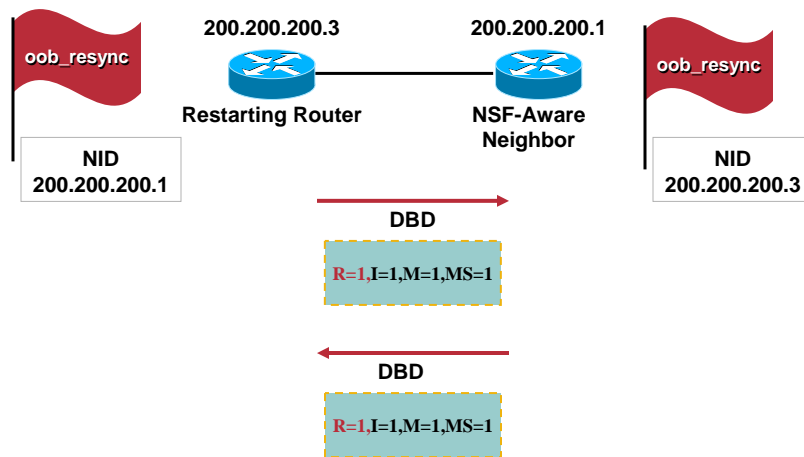 200.200.200.3
200.200.200.1
oob_resync
oob_resync
Restarting Router
NSF-Aware
Neighbor
NID
200.200.200.1
NID
200.200.200.3
DBD
R=1,I=1,M=1,MS=1
DBD
R=1,I=1,M=1,MS=1